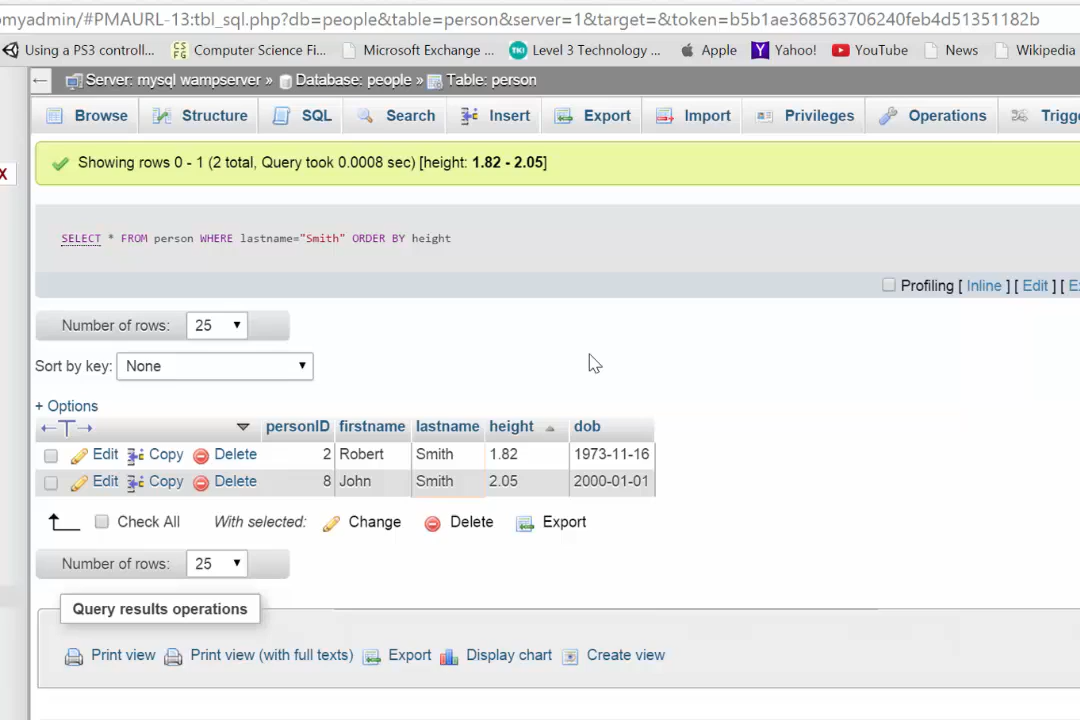 omyadmin/#PMAURL-13:tbl_sql.php?db=people&table=person&server=1&target=&token=b5b1ae368563706240feb4d51351182b
Using a PS3 controll... CS FG Computer Science Fi... Microsoft Exchange ... TKI Level 3 Technology ... Apple Y Yahoo! YouTube News Wikipedia
← Server: mysql wampserver » Database: people » Table: person
Browse Structure SQL Search Insert Export Import Privileges Operations Trigg
X
Showing rows 0 - 1 (2 total, Query took 0.0008 sec) [height: 1.82 - 2.05]
SELECT * FROM person WHERE lastname="Smith" ORDER BY height
Profiling [ Inline ] [ Edit ] [ E
Number of rows: 25
Sort by key: None
+ Options
←T→ personID firstname lastname height dob
Edit Copy Delete 2 Robert Smith 1.82 1973-11-16
Edit Copy Delete 8 John Smith 2.05 2000-01-01
Check All With selected: Change Delete Export
Number of rows: 25
Query results operations
Print view Print view (with full texts) Export Display chart Create view